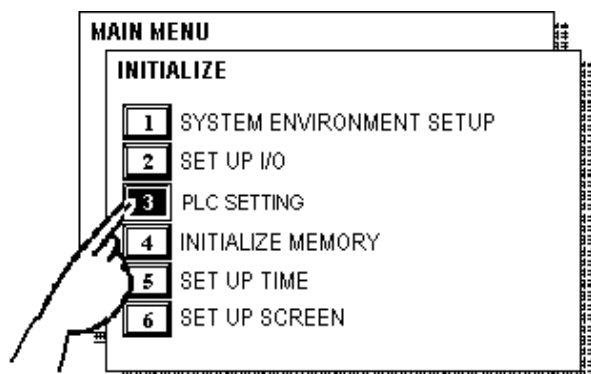 MAIN MENU
INITIALIZE
1 SYSTEM ENVIRONMENT SETUP
2 SET UP I/O
3 PLC SETTING
4 INITIALIZE MEMORY
5 SET UP TIME
6 SET UP SCREEN